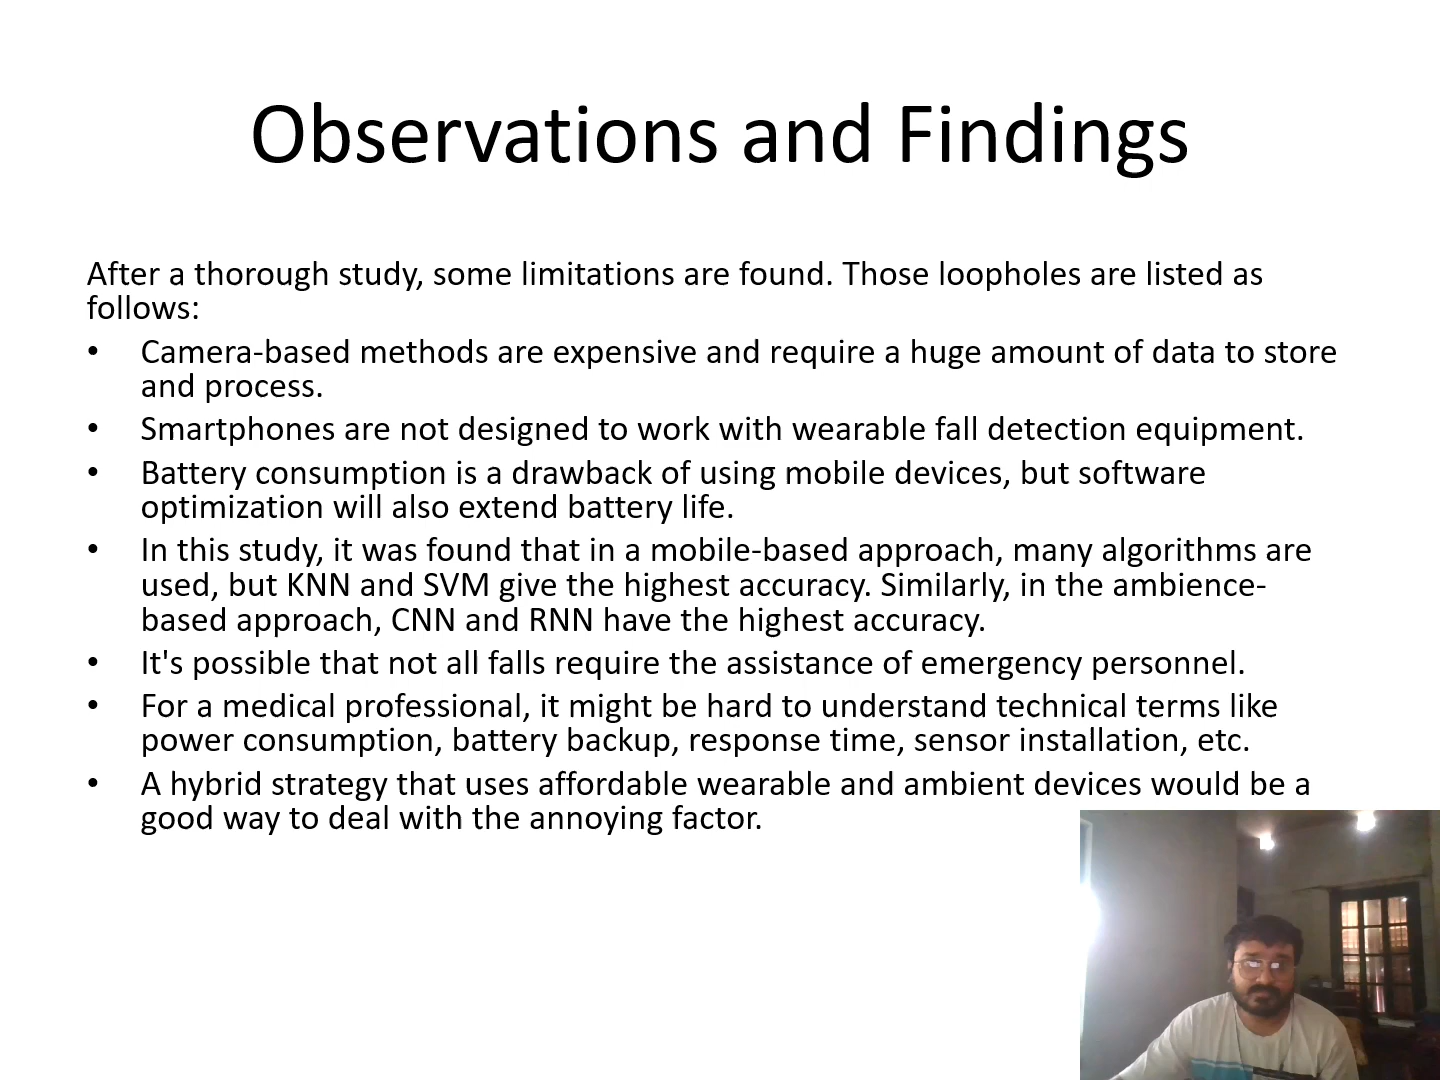 Observations and Findings
After a thorough study, some limitations are found. Those loopholes are listed as
follows:
• Camera-based methods are expensive and require a huge amount of data to store
and process.
• Smartphones are not designed to work with wearable fall detection equipment.
• Battery consumption is a drawback of using mobile devices, but software
optimization will also extend battery life.
• In this study, it was found that in a mobile-based approach, many algorithms are
used, but KNN and SVM give the highest accuracy. Similarly, in the ambience-
based approach, CNN and RNN have the highest accuracy.
• It's possible that not all falls require the assistance of emergency personnel.
• For a medical professional, it might be hard to understand technical terms like
power consumption, battery backup, response time, sensor installation, etc.
• A hybrid strategy that uses affordable wearable and ambient devices would be a
good way to deal with the annoying factor.